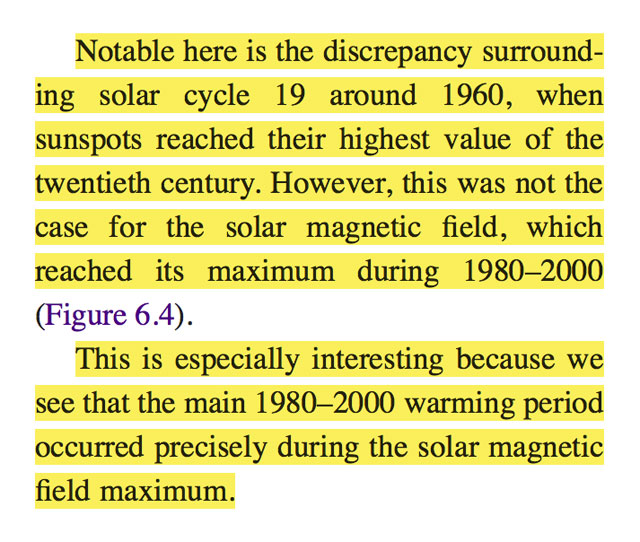 Notable here is the discrepancy surround-
ing solar cycle 19 around 1960, when
sunspots reached their highest value of the
twentieth century. However, this was not the
case for the solar magnetic field, which
reached its maximum during 1980–2000
(Figure 6.4).
This is especially interesting because we
see that the main 1980–2000 warming period
occurred precisely during the solar magnetic
field maximum.